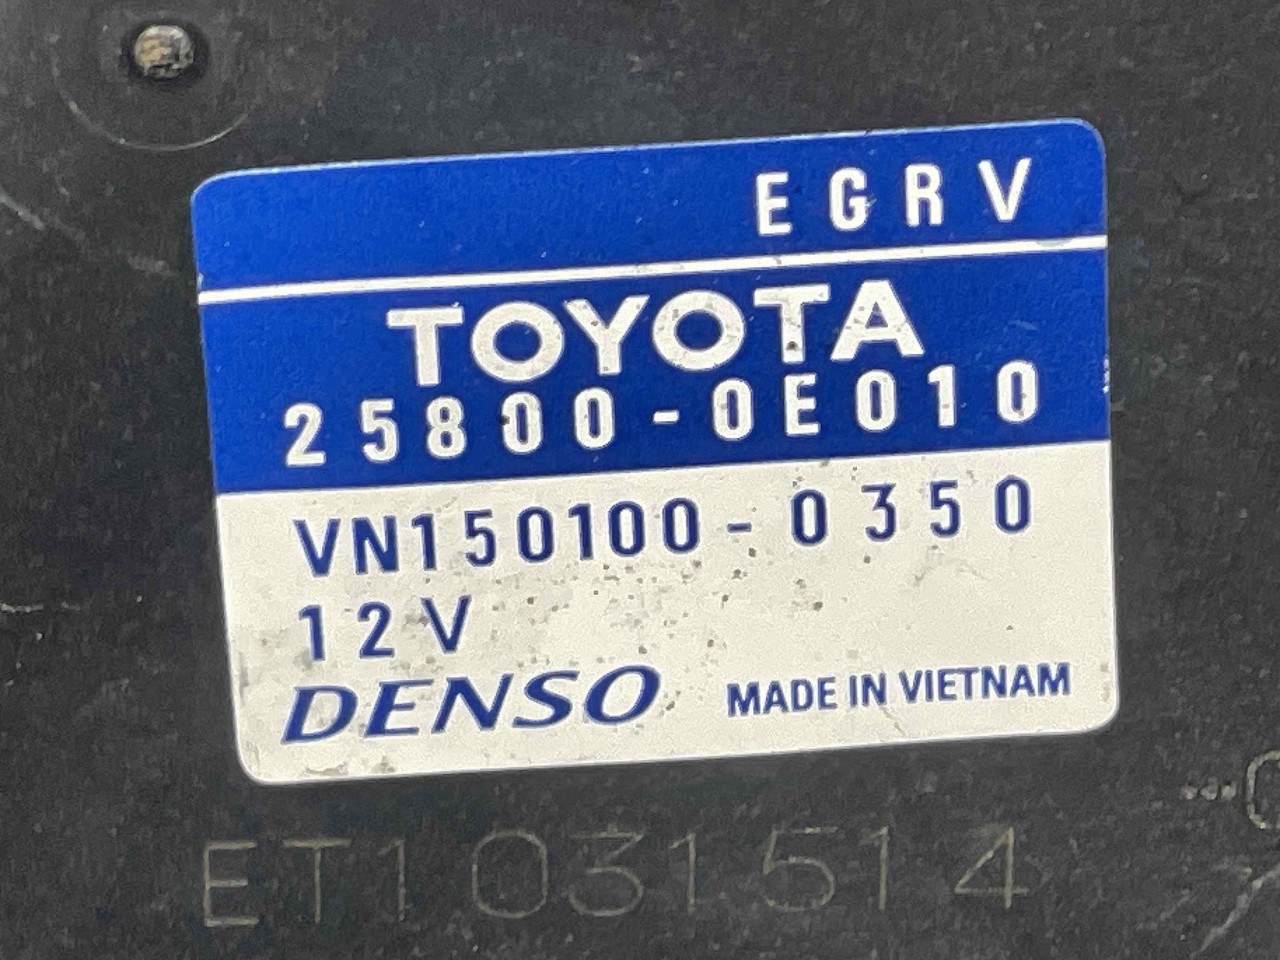 EGRV
TOYOTA
25800-0E010
VN150100-0350
12V
DENSO MADE IN VIETNAM
ET1031514